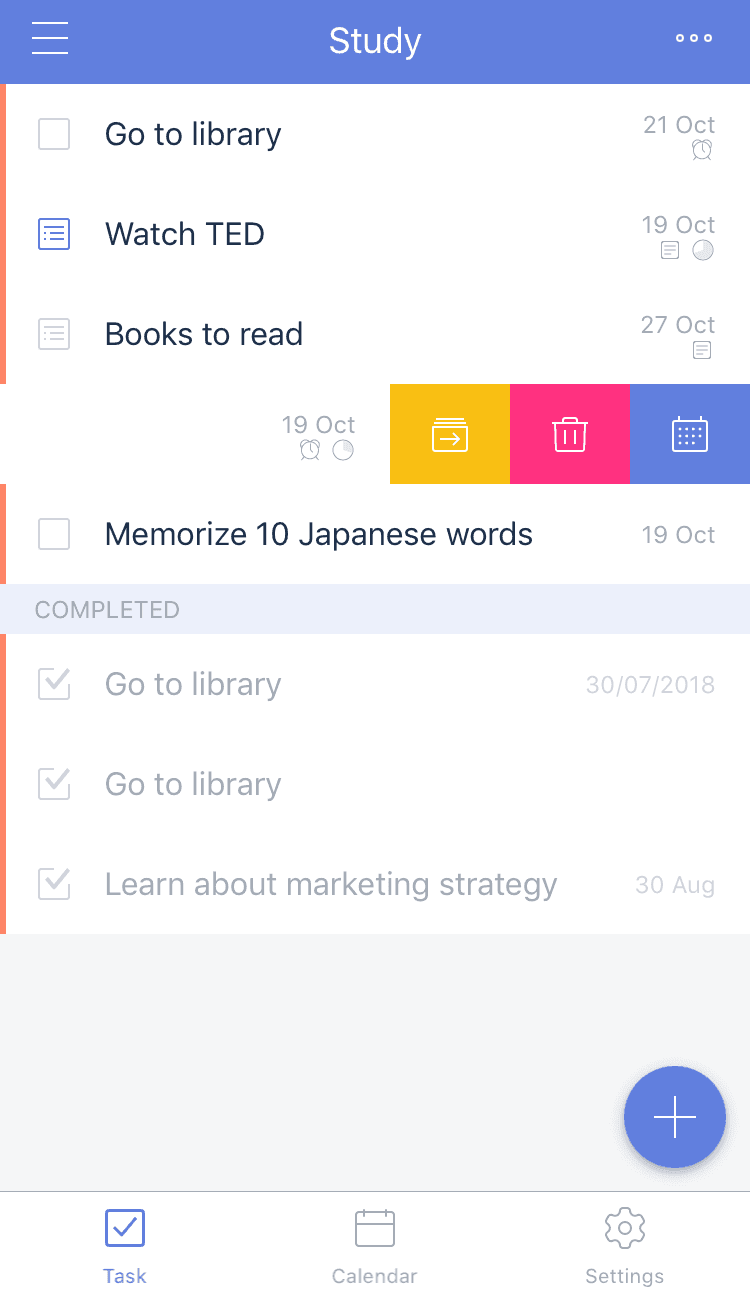 Study
Go to library
21 Oct
Watch TED
19 Oct
Books to read
27 Oct
19 Oct
Memorize 10 Japanese words
19 Oct
COMPLETED
Go to library
30/07/2018
Go to library
Learn about marketing strategy
30 Aug
Task
Calendar
Settings